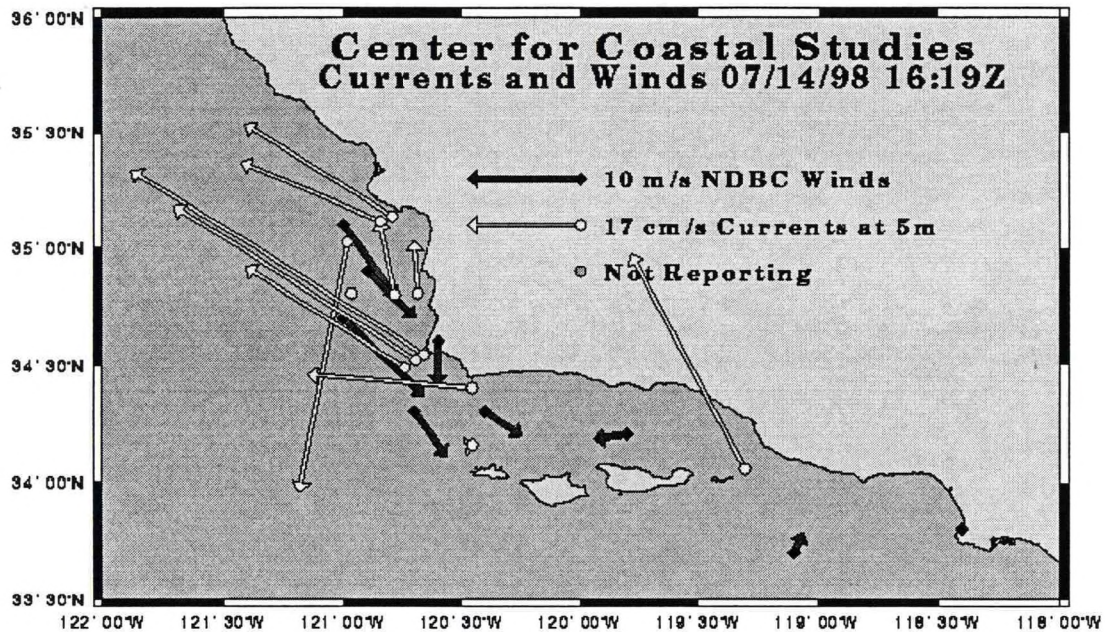 Center for Coastal Studies
Currents and Winds 07/14/98 16:19Z
10 m/s NDBC Winds
17 cm/s Currents at 5m
Not Reporting
36°00'N
35°30'N
35°00'N
34°30'N
34°00'N
33°30'N
122°00'W 121°30'W 121°00'W 120°30'W 120°00'W 119°30'W 119°00'W 118°30'W 118°00'W